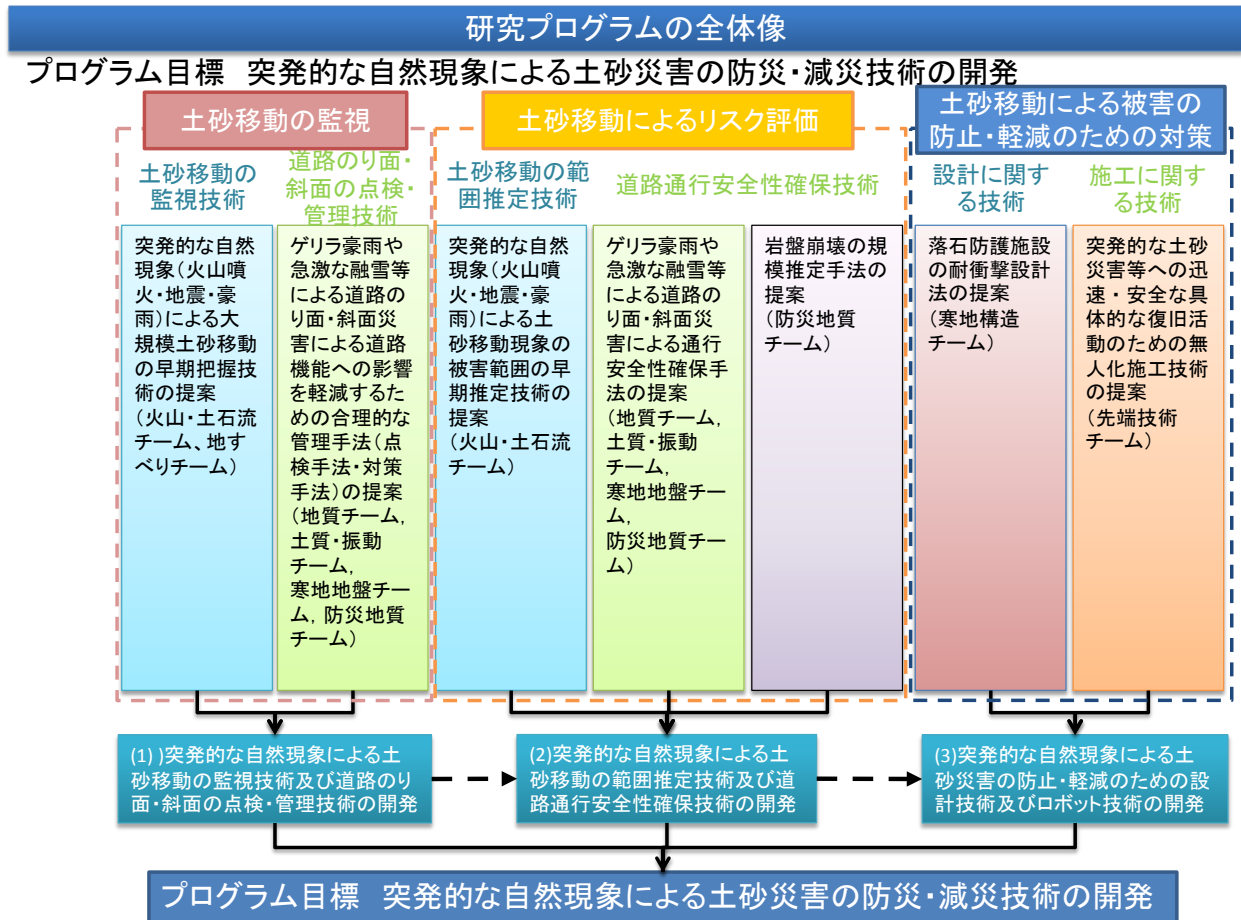 研究プログラムの全体像
プログラム目標　突発的な自然現象による土砂災害の防災・減災技術の開発
土砂移動の監視
土砂移動の
監視技術
道路のり面・
斜面の点検・
管理技術
突発的な自然
現象（火山噴
火・地震・豪
雨）による大
規模土砂移動
の早期把握技
術の提案
（火山・土石流
チーム、地す
べりチーム）
ゲリラ豪雨や
急激な融雪等
による道路の
り面・斜面災
害による道路
機能への影響
を軽減するた
めの合理的な
管理手法（点
検手法・対策
手法）の提案
（地質チーム，
土質・振動
チーム，
寒地地盤チー
ム，防災地質
チーム）
土砂移動によるリスク評価
土砂移動の範
囲推定技術
道路通行安全性確保技術
突発的な自然
現象（火山噴
火・地震・豪
雨）による土
砂移動現象の
被害範囲の早
期推定技術の
提案
（火山・土石流
チーム）
ゲリラ豪雨や
急激な融雪等
による道路の
り面・斜面災
害による通行
安全性確保手
法の提案
（地質チーム，
土質・振動
チーム，
寒地地盤チー
ム，
防災地質チー
ム）
岩盤崩壊の規
模推定手法の
提案
（防災地質
チーム）
土砂移動による被害の
防止・軽減のための対策
設計に関す
る技術
施工に関す
る技術
落石防護施設
の耐衝撃設計
法の提案
（寒地構造
チーム）
突発的な土砂
災害等への迅
速・安全な具
体的な復旧活
動のための無
人化施工技術
の提案
（先端技術
チーム）
(1) )突発的な自然現象による土
砂移動の監視技術及び道路のり
面・斜面の点検・管理技術の開発
(2)突発的な自然現象による土
砂移動の範囲推定技術及び道
路通行安全性確保技術の開発
(3)突発的な自然現象による土
砂災害の防止・軽減のための設
計技術及びロボット技術の開発
プログラム目標　突発的な自然現象による土砂災害の防災・減災技術の開発